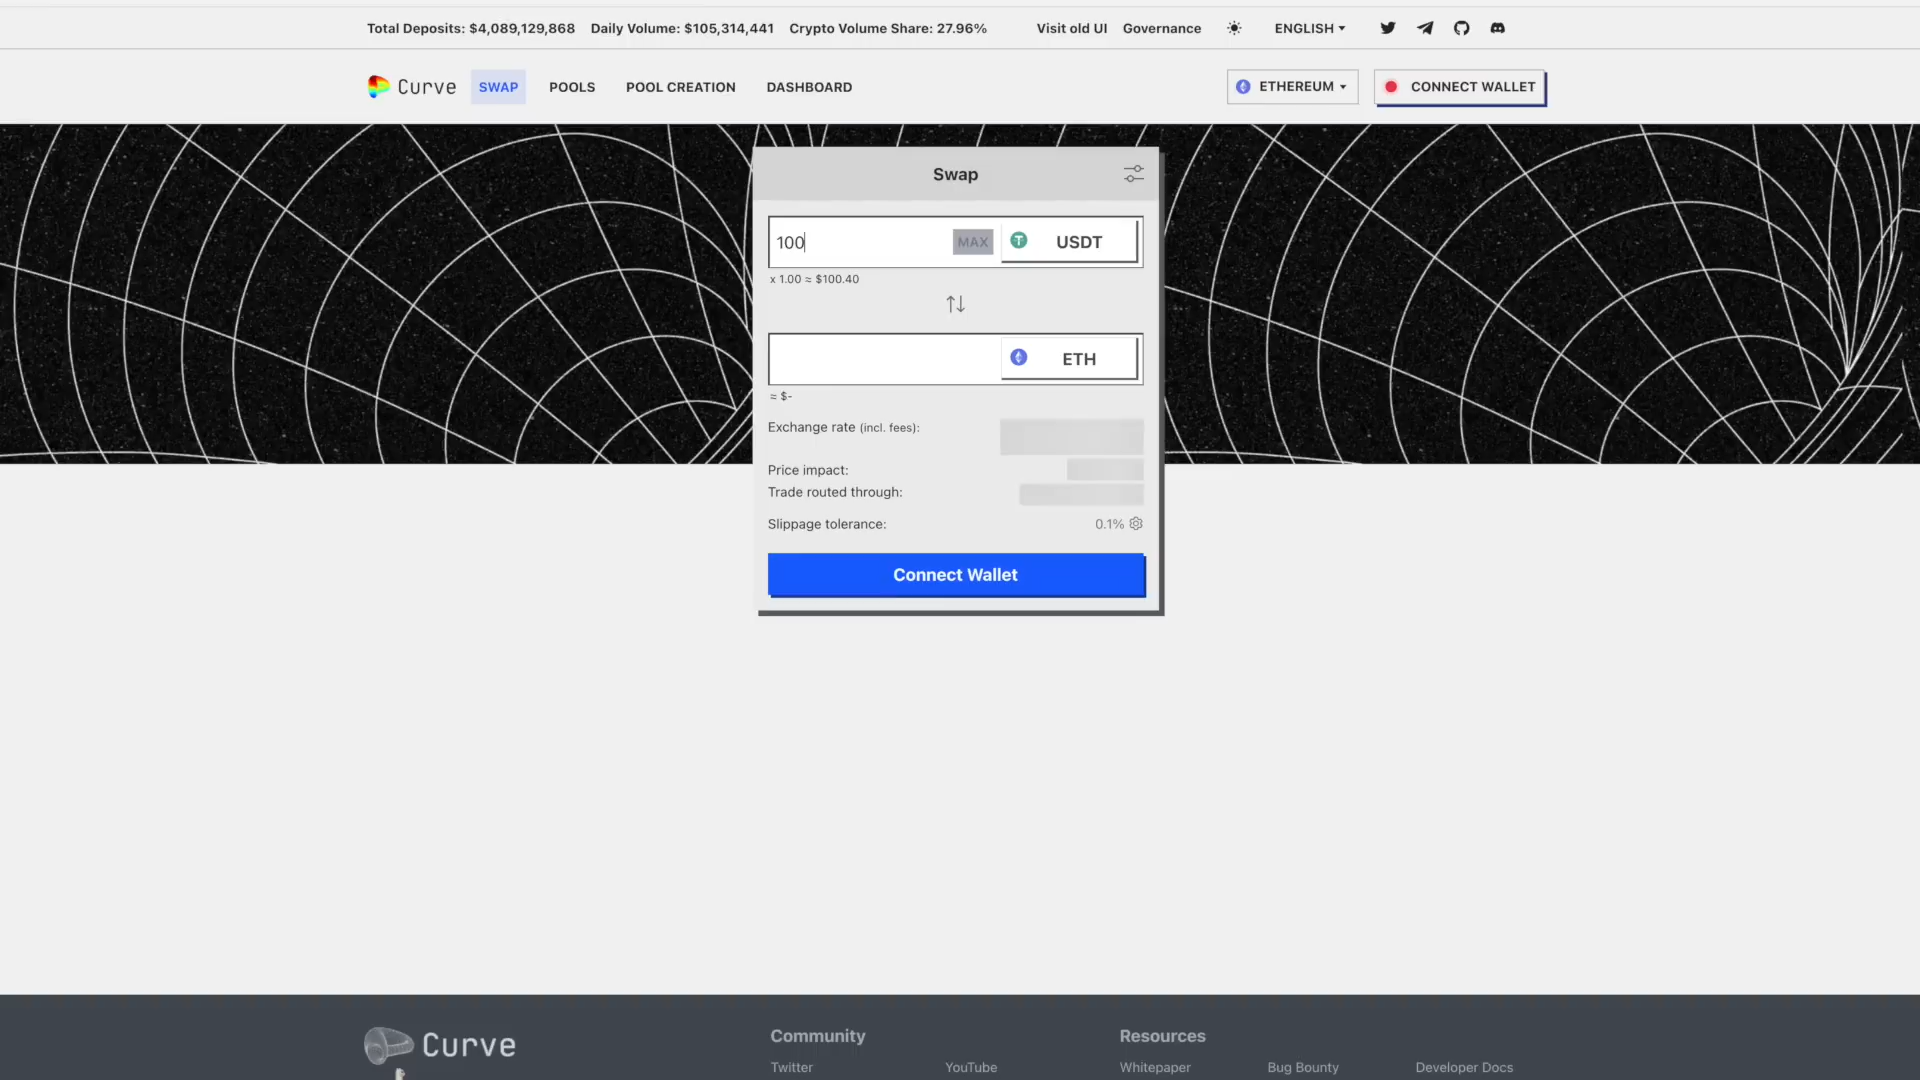 Total Deposits: $4,089,129,868 Daily Volume: $105,314,441 Crypto Volume Share: 27.96% Visit old UI Governance ENGLISH
Curve SWAP POOLS POOL CREATION DASHBOARD ETHEREUM CONNECT WALLET
Swap
100 MAX USDT
x 1.00 ≈ $100.40
ETH
≈ $-
Exchange rate (incl. fees):
Price impact:
Trade routed through:
Slippage tolerance: 0.1%
Connect Wallet
Curve
Community
Twitter YouTube
Resources
Whitepaper Bug Bounty Developer Docs